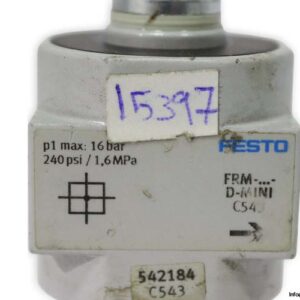 15397
p1 max: 16 bar
240 psi / 1,6 MPa
FESTO
FRM-...-
D-MINI
C543
542184
C543